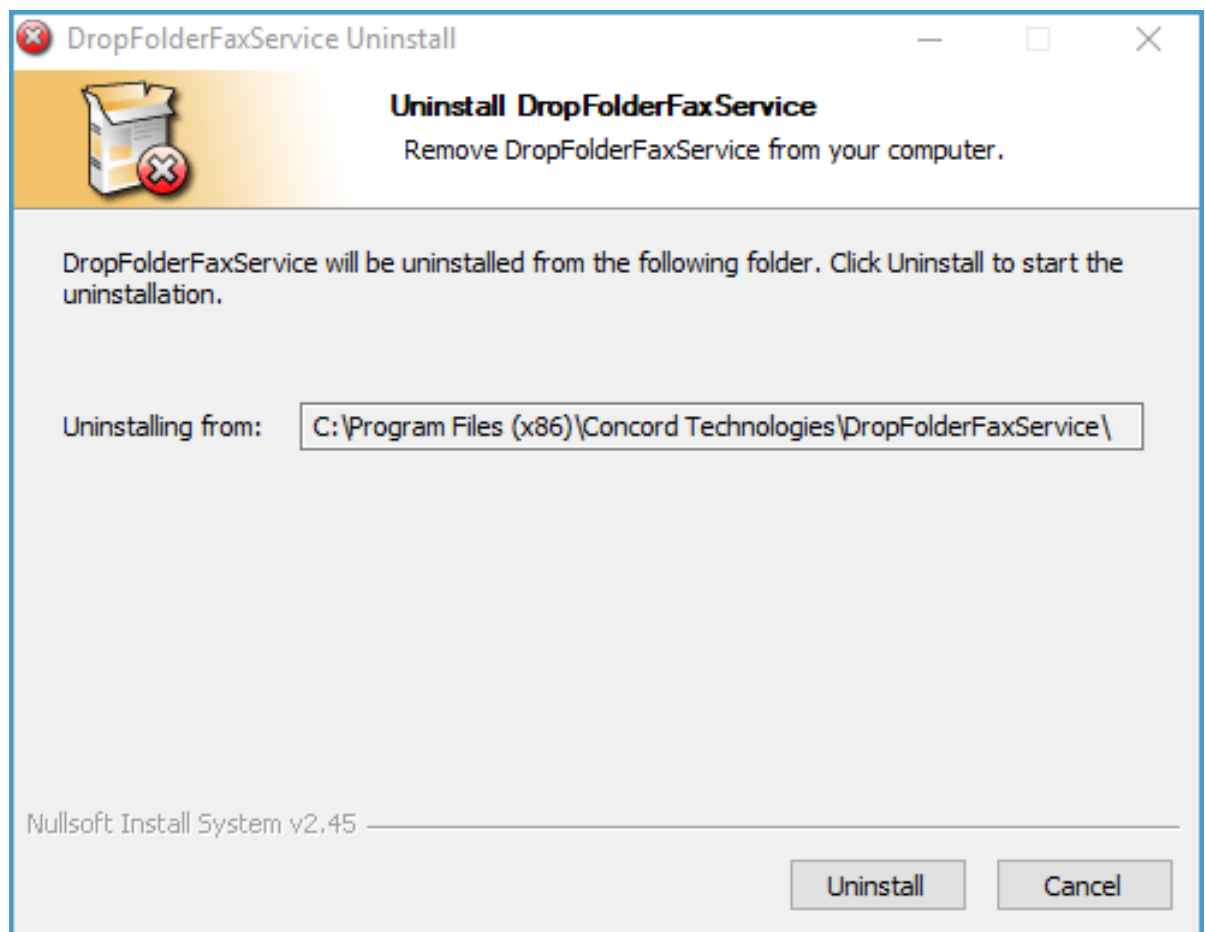 DropFolderFaxService Uninstall
Uninstall DropFolderFaxService
Remove DropFolderFaxService from your computer.
DropFolderFaxService will be uninstalled from the following folder. Click Uninstall to start the
uninstallation.
Uninstalling from: C:\Program Files (x86)\Concord Technologies\DropFolderFaxService\
Nullsoft Install System v2.45
Uninstall Cancel